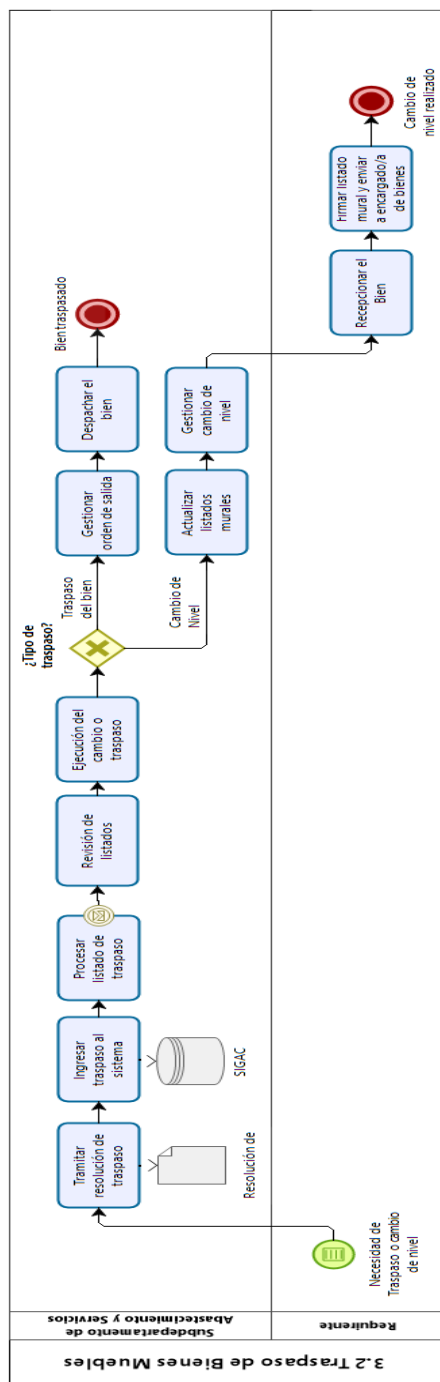 3.2 Traspaso de Bienes Muebles
Subdepartamento de
Abastecimiento y Servicios
Tramitar
resolución de
traspaso
Resolución de
Ingresar
traspaso al
sistema
SIGAC
Procesar
listado de
traspaso
Revisión de
listados
Ejecución del
cambio o
traspaso
¿Tipo de
traspaso?
Traspaso
del bien
Gestionar
orden de salida
Despachar el
bien
Bien traspasado
Cambio de
Nivel
Actualizar
listados
murales
Gestionar
cambio de
nivel
Requirente
Necesidad de
Traspaso o cambio
de nivel
Recepcionar el
Bien
Firmar listado
mural y enviar
a encargado/a
de bienes
Cambio de
nivel realizado